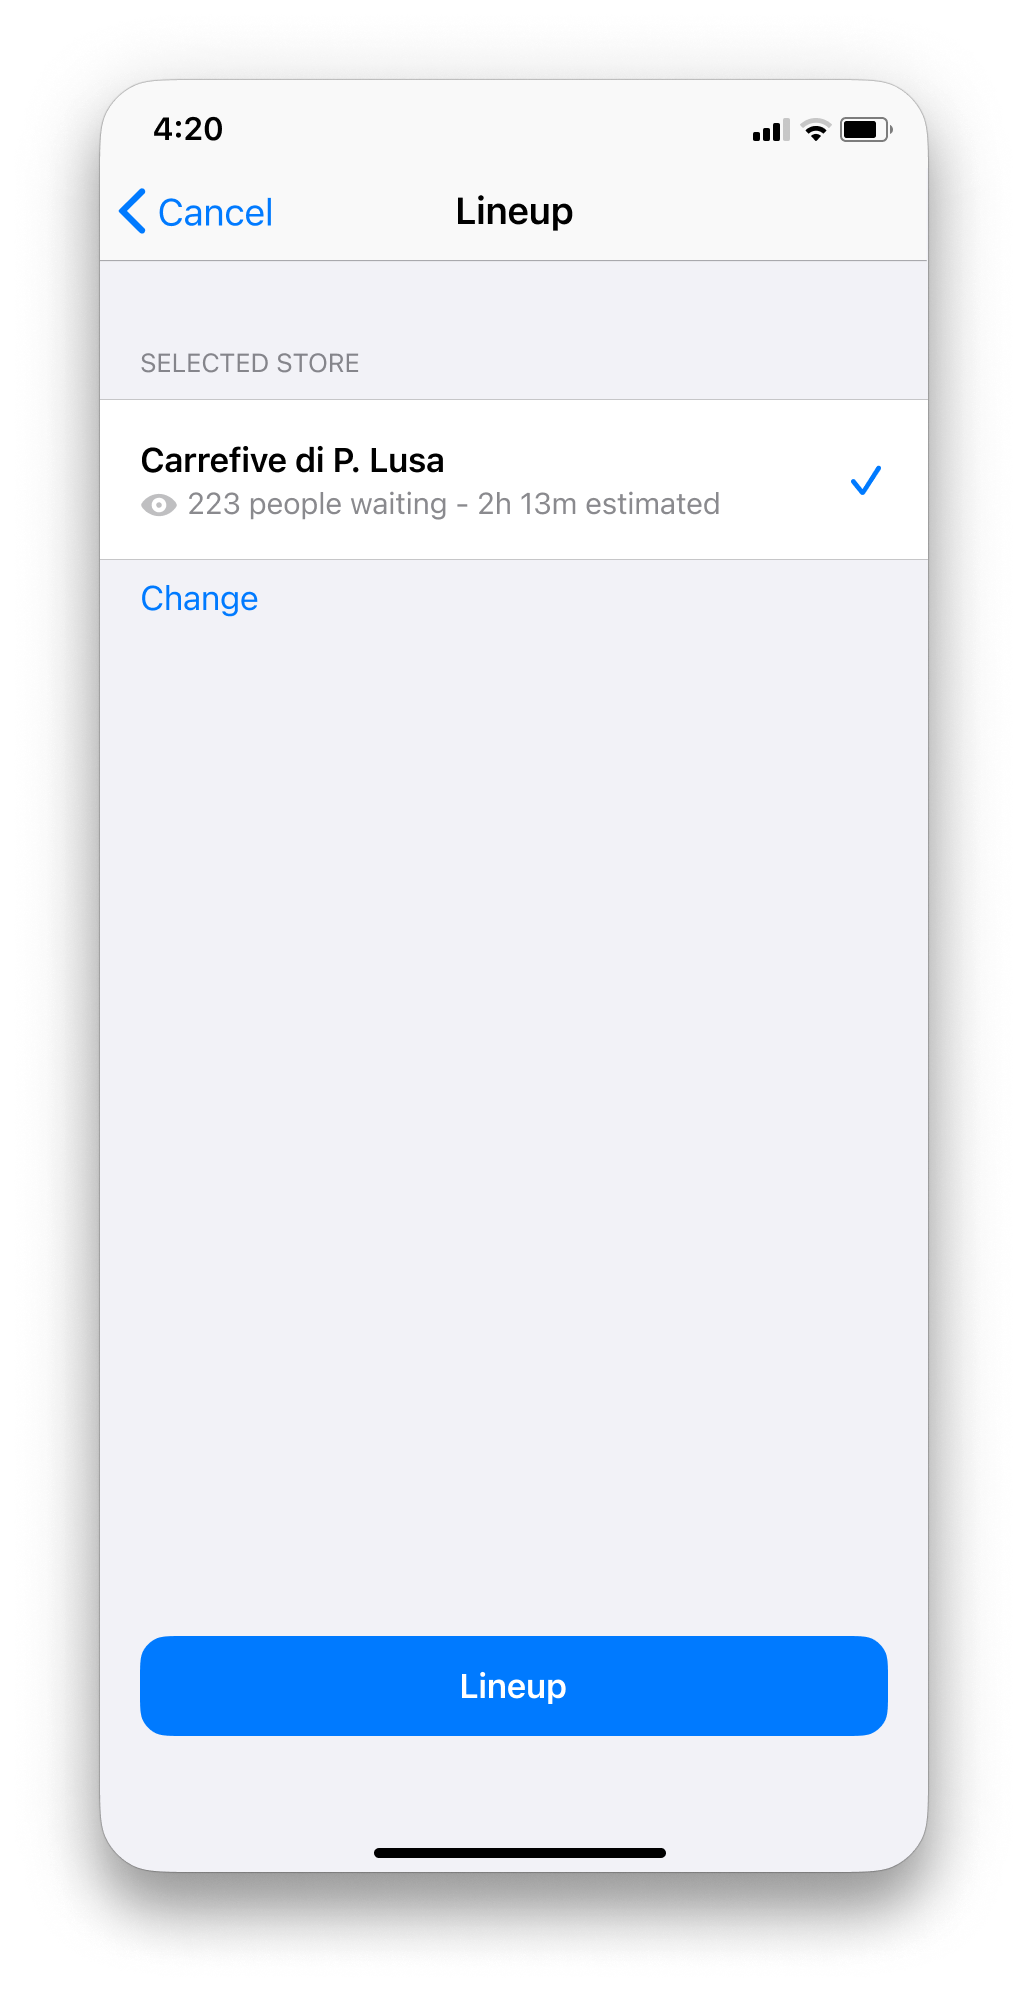 4:20
Cancel
Lineup
SELECTED STORE
Carrefive di P. Lusa
223 people waiting - 2h 13m estimated
Change
Lineup